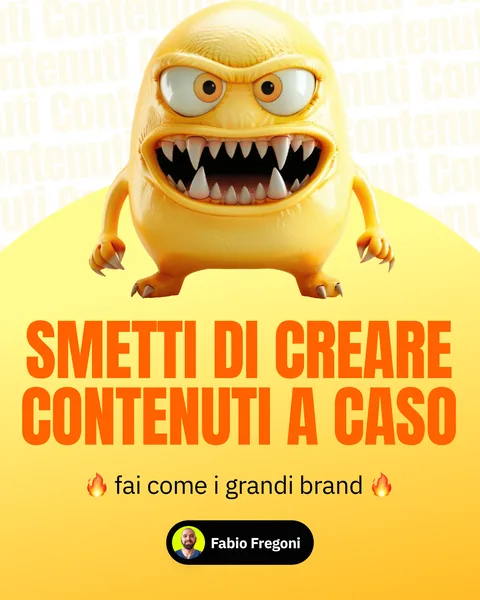 SMETTI DI CREARE
CONTENUTI A CASO
🔥 fai come i grandi brand 🔥
Fabio Fregoni